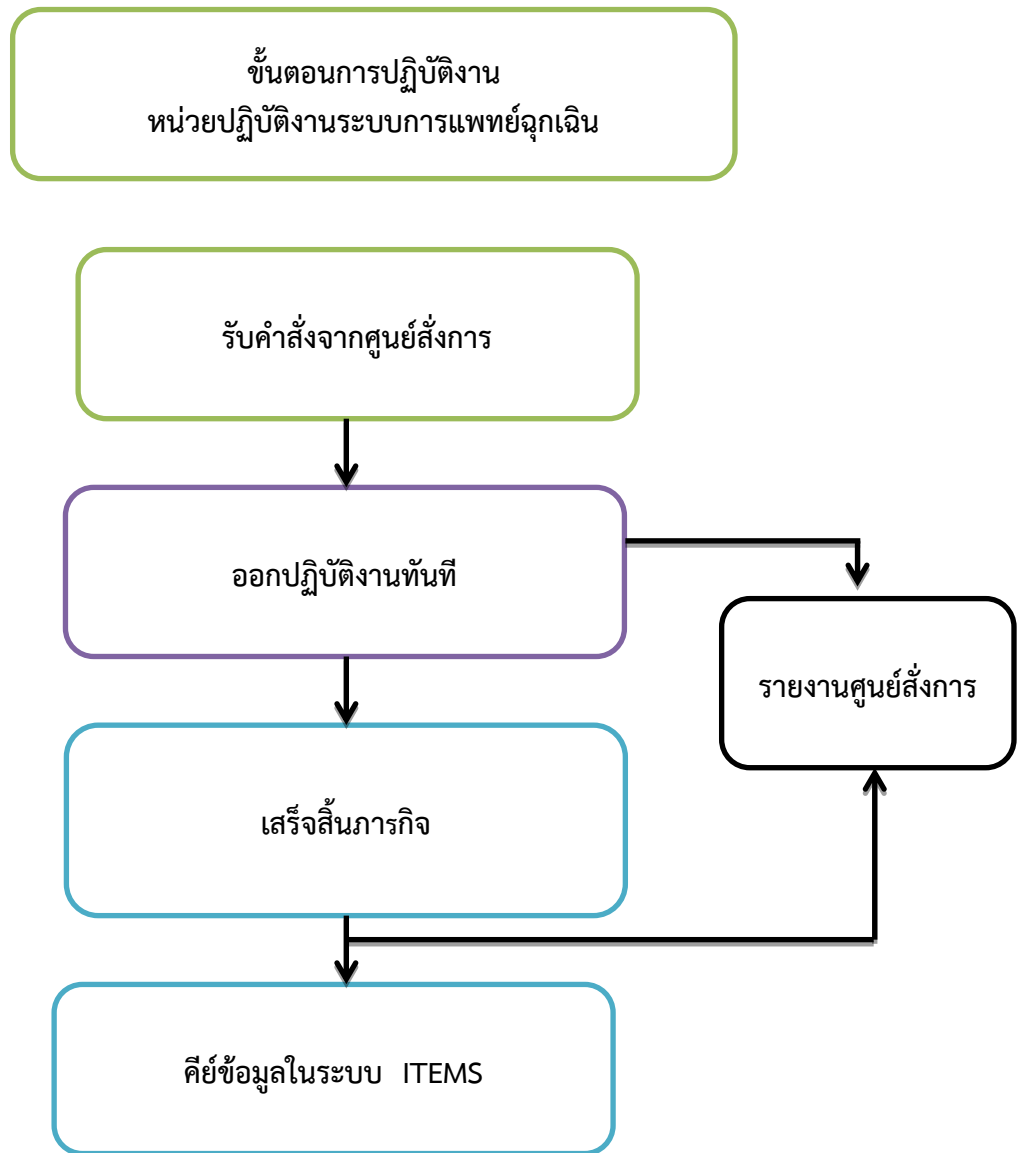 ขั้นตอนการปฏิบัติงาน
หน่วยปฏิบัติงานระบบการแพทย์ฉุกเฉิน
รับคำสั่งจากศูนย์สั่งการ
ออกปฏิบัติงานทันที
รายงานศูนย์สั่งการ
เสร็จสิ้นภารกิจ
คีย์ข้อมูลในระบบ ITEMS